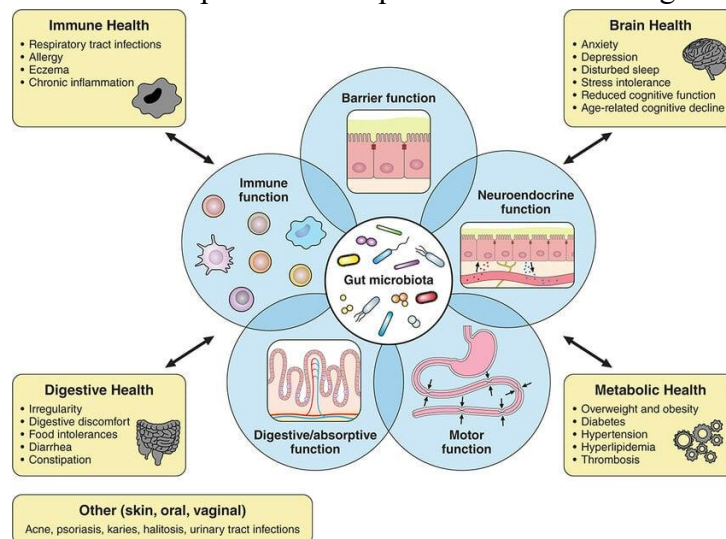 Immune Health
• Respiratory tract infections
• Allergy
• Eczema
• Chronic inflammation
Brain Health
• Anxiety
• Depression
• Disturbed sleep
• Stress intolerance
• Reduced cognitive function
• Age-related cognitive decline
Barrier function
Immune
function
Neuroendocrine
function
Gut microbiota
Digestive/absorptive
function
Motor
function
Digestive Health
• Irregularity
• Digestive discomfort
• Food intolerances
• Diarrhea
• Constipation
Metabolic Health
• Overweight and obesity
• Diabetes
• Hypertension
• Hyperlipidemia
• Thrombosis
Other (skin, oral, vaginal)
Acne, psoriasis, karies, halitosis, urinary tract infections